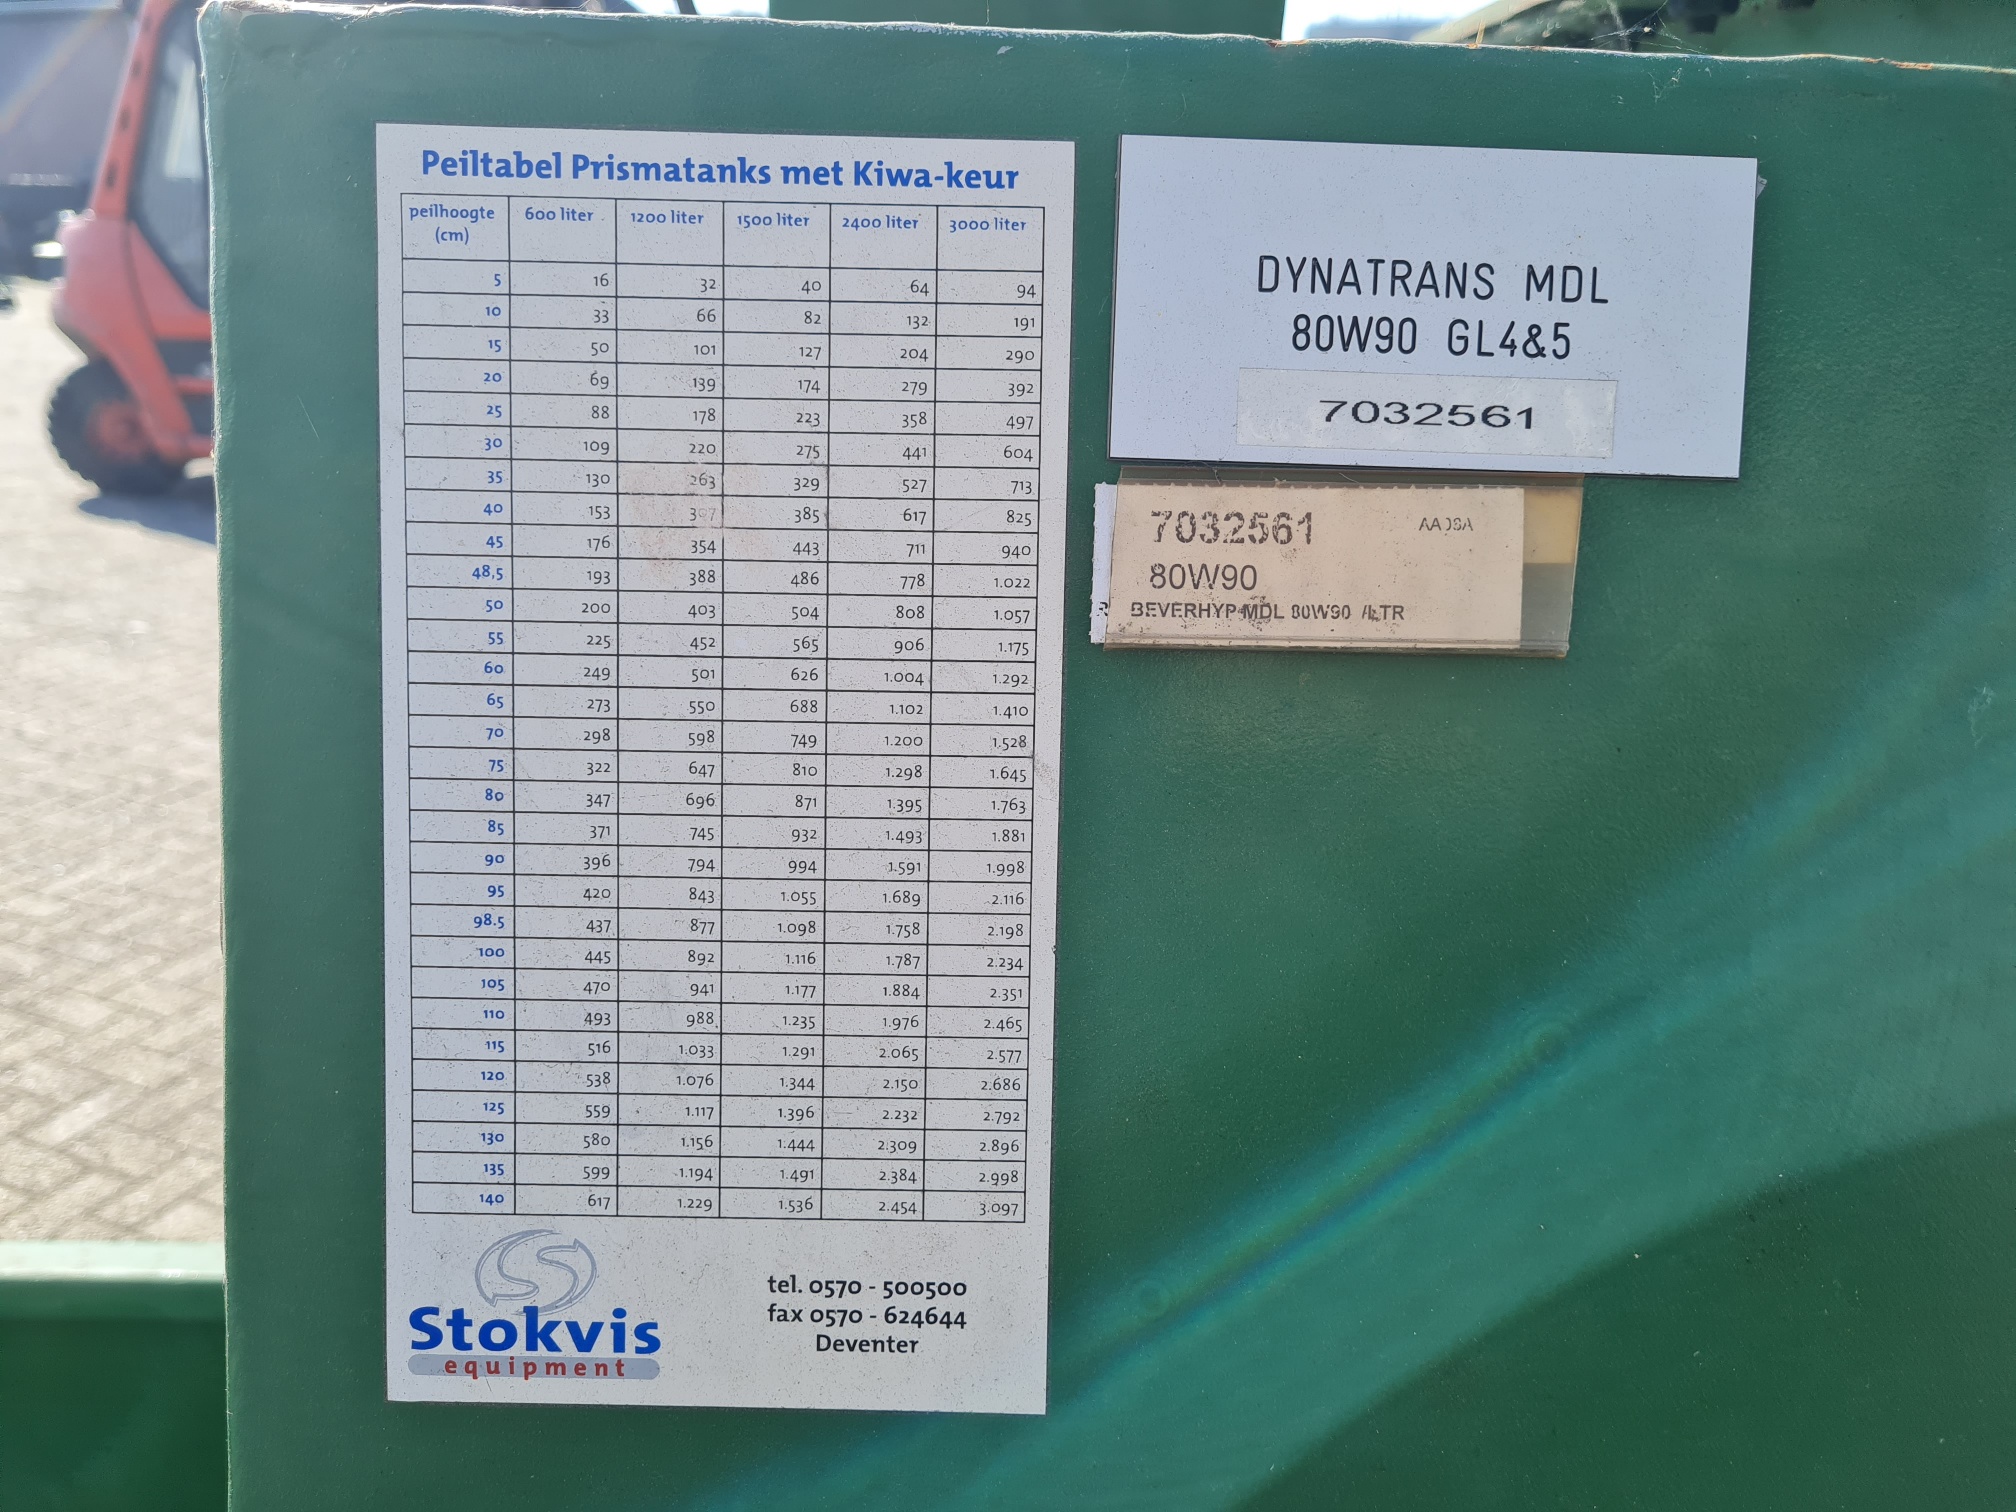 Peiltabel Prismatanks met Kiwa-keur
peilhoogte (cm) 600 liter 1200 liter 1500 liter 2400 liter 3000 liter
5 16 32 40 64 94
10 33 66 82 132 191
15 50 101 127 204 290
20 69 139 174 279 392
25 88 178 223 358 497
30 109 220 275 441 604
35 130 263 329 527 713
40 153 307 385 617 825
45 176 354 443 711 940
48,5 193 388 486 778 1.022
50 200 403 504 808 1.057
55 225 452 565 906 1.175
60 249 501 626 1.004 1.292
65 273 550 688 1.102 1.410
70 298 598 749 1.200 1.528
75 322 647 810 1.298 1.645
80 347 696 871 1.395 1.763
85 371 745 932 1.493 1.881
90 396 794 994 1.591 1.998
95 420 843 1.055 1.689 2.116
98.5 437 877 1.098 1.758 2.198
100 445 892 1.116 1.787 2.234
105 470 941 1.177 1.884 2.351
110 493 988 1.235 1.976 2.465
115 516 1.033 1.291 2.065 2.577
120 538 1.076 1.344 2.150 2.686
125 559 1.117 1.396 2.232 2.792
130 580 1.156 1.444 2.309 2.896
135 599 1.194 1.491 2.384 2.998
140 617 1.229 1.536 2.454 3.097
Stokvis
equipment
tel. 0570 - 500500
fax 0570 - 624644
Deventer
DYNATRANS MDL
80W90 GL4&5
7032561
7032561
80W90
BEVERHYP-MDL 80W90 /LTR